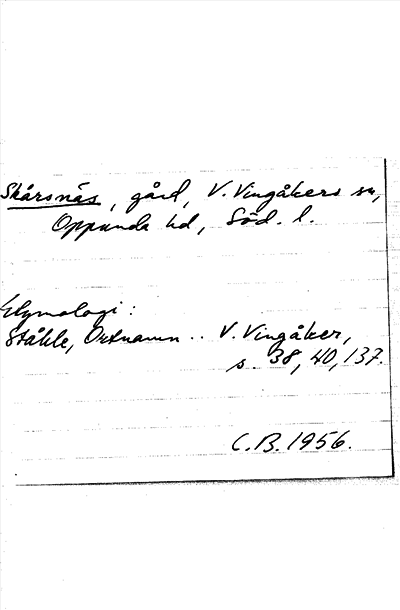 Skårsnäs, gård, V. Vingåkers sn,
Oppunda hd, Söd. l.
Etymologi:
Ståhle, Ortnamn .. V. Vingåker,
s. 38, 40, 137.
C.B. 1956.